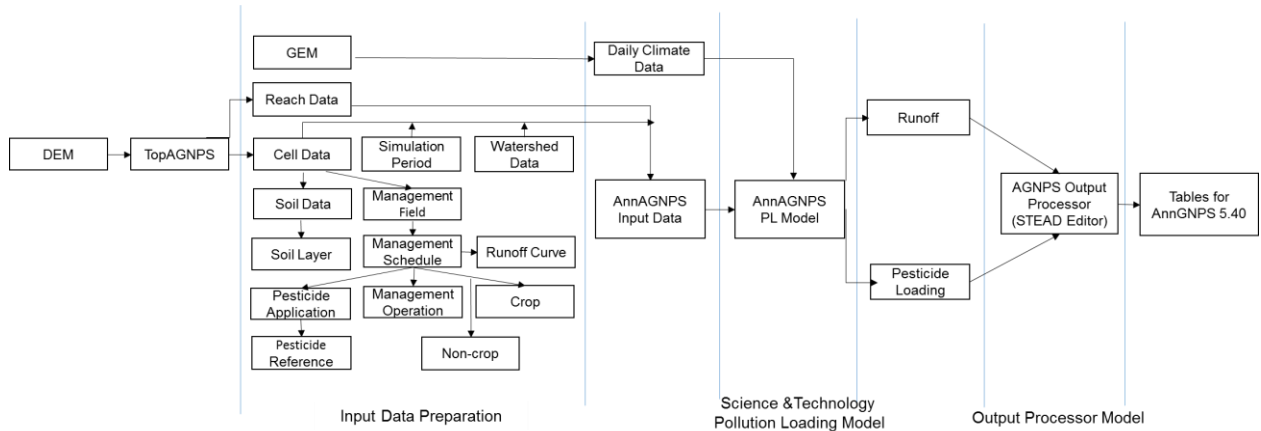 GEM
Daily Climate
Data
Reach Data
Runoff
DEM
TopAGNPS
Cell Data
Simulation
Period
Watershed
Data
Soil Data
Management
Field
AnnAGNPS
Input Data
AnnAGNPS
PL Model
AGNPS Output
Processor
(STEAD Editor)
Tables for
AnnGNPS 5.40
Soil Layer
Management
Schedule
Runoff Curve
Pesticide
Loading
Pesticide
Application
Management
Operation
Crop
Pesticide
Reference
Non-crop
Input Data Preparation
Science &Technology
Pollution Loading Model
Output Processor Model